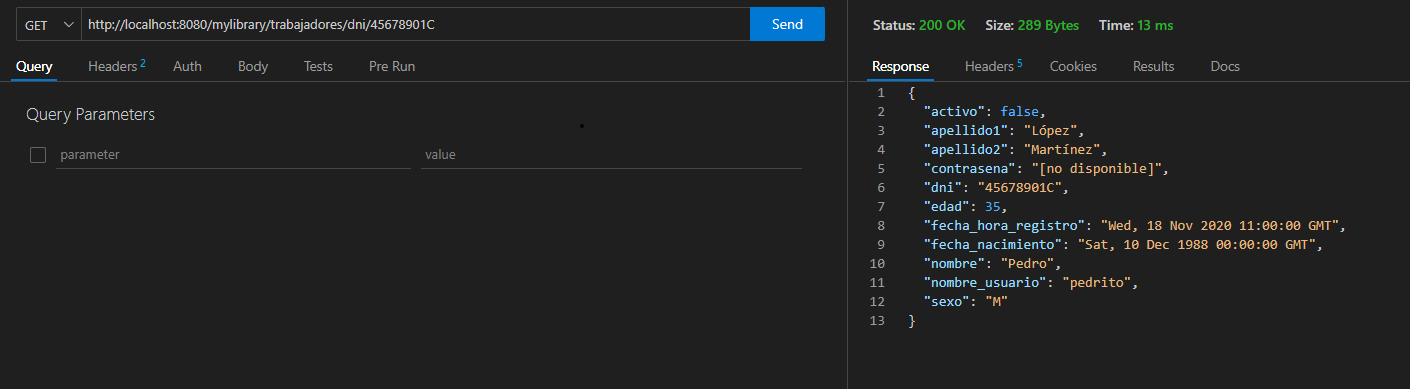 GET http://localhost:8080/mylibrary/trabajadores/dni/45678901C Send
Query Headers 2 Auth Body Tests Pre Run
Query Parameters
parameter value
Status: 200 OK Size: 289 Bytes Time: 13 ms
Response Headers 5 Cookies Results Docs
1 {
2 "activo": false,
3 "apellido1": "López",
4 "apellido2": "Martínez",
5 "contrasena": "[no disponible]",
6 "dni": "45678901C",
7 "edad": 35,
8 "fecha_hora_registro": "Wed, 18 Nov 2020 11:00:00 GMT",
9 "fecha_nacimiento": "Sat, 10 Dec 1988 00:00:00 GMT",
10 "nombre": "Pedro",
11 "nombre_usuario": "pedrito",
12 "sexo": "M"
13 }